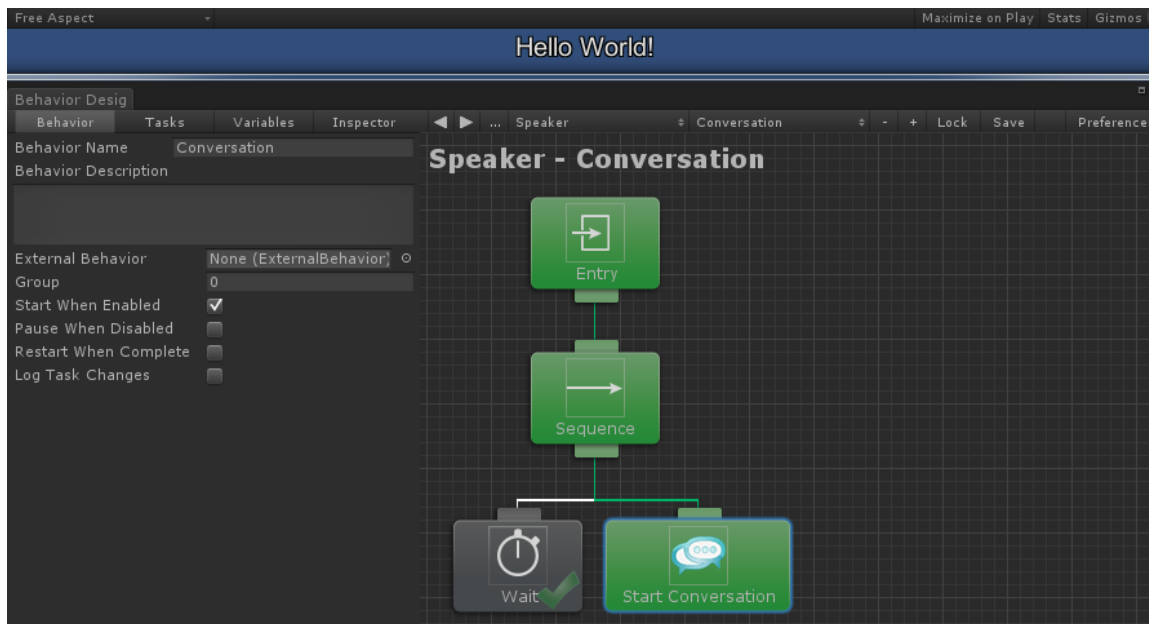 Free Aspect Maximize on Play Stats Gizmos
Hello World!
Behavior Desig
Behavior Tasks Variables Inspector ... Speaker Conversation - + Lock Save Preference
Behavior Name Conversation
Speaker - Conversation
Behavior Description
External Behavior None (ExternalBehavior)
Group 0
Start When Enabled
Pause When Disabled
Restart When Complete
Log Task Changes
Entry
Sequence
Wait
Start Conversation